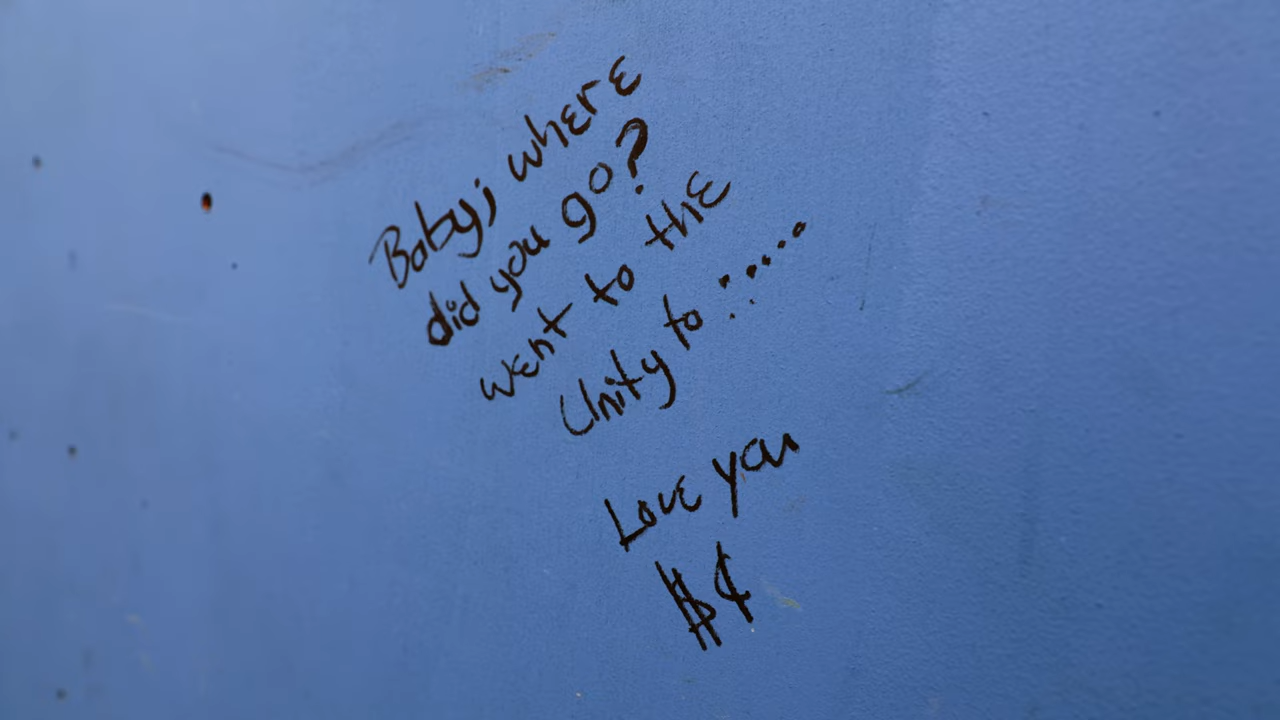 Baby; where
did you go?
went to the
Unity to ......
Love you
$¢